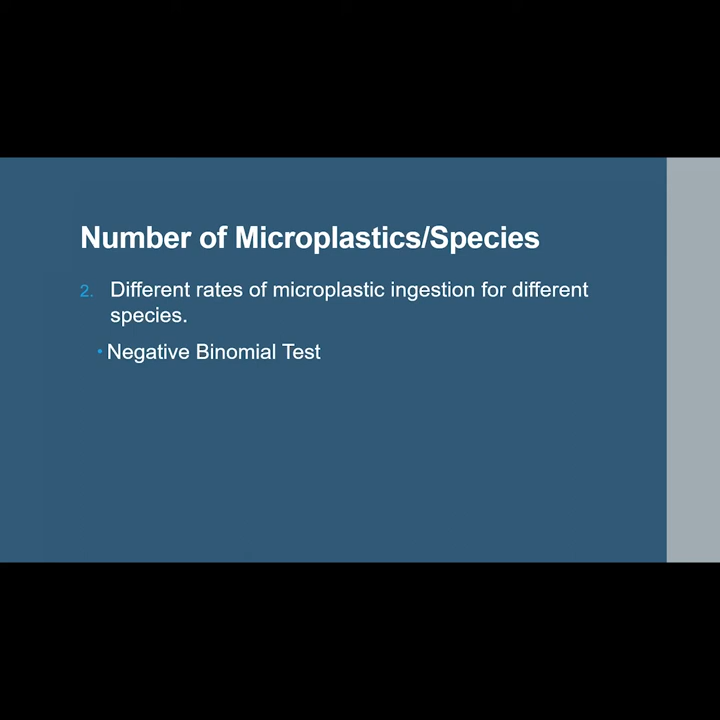 Number of Microplastics/Species
2. Different rates of microplastic ingestion for different
species.
• Negative Binomial Test